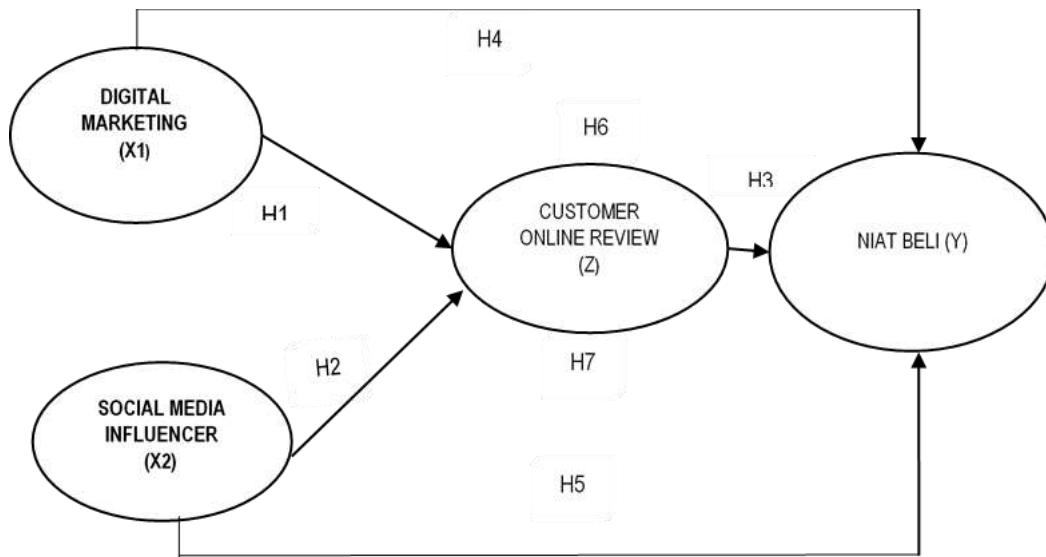 H4
DIGITAL
MARKETING
(X1)
H6
H3
H1
CUSTOMER
ONLINE REVIEW
(Z)
NIAT BELI (Y)
H2
H7
SOCIAL MEDIA
INFLUENCER
(X2)
H5